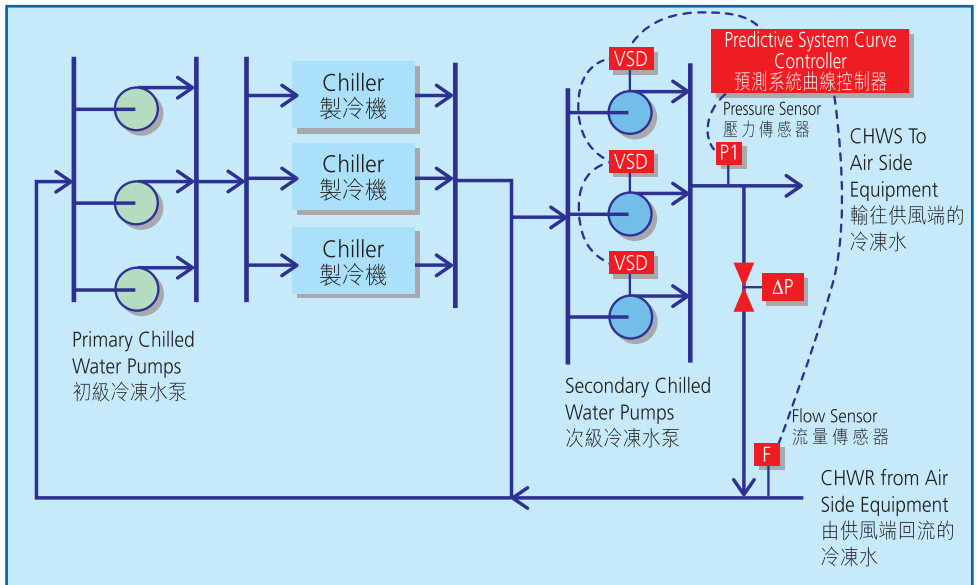 VSD
Predictive System Curve
Controller
預測系統曲線控制器
Chiller
製冷機
Pressure Sensor
壓力傳感器
P1
CHWS To
Air Side
Equipment
輸往供風端的
冷凍水
Chiller
製冷機
VSD
Chiller
製冷機
VSD
ΔP
Primary Chilled
Water Pumps
初級冷凍水泵
Secondary Chilled
Water Pumps
次級冷凍水泵
Flow Sensor
流量傳感器
F
CHWR from Air
Side Equipment
由供風端回流的
冷凍水